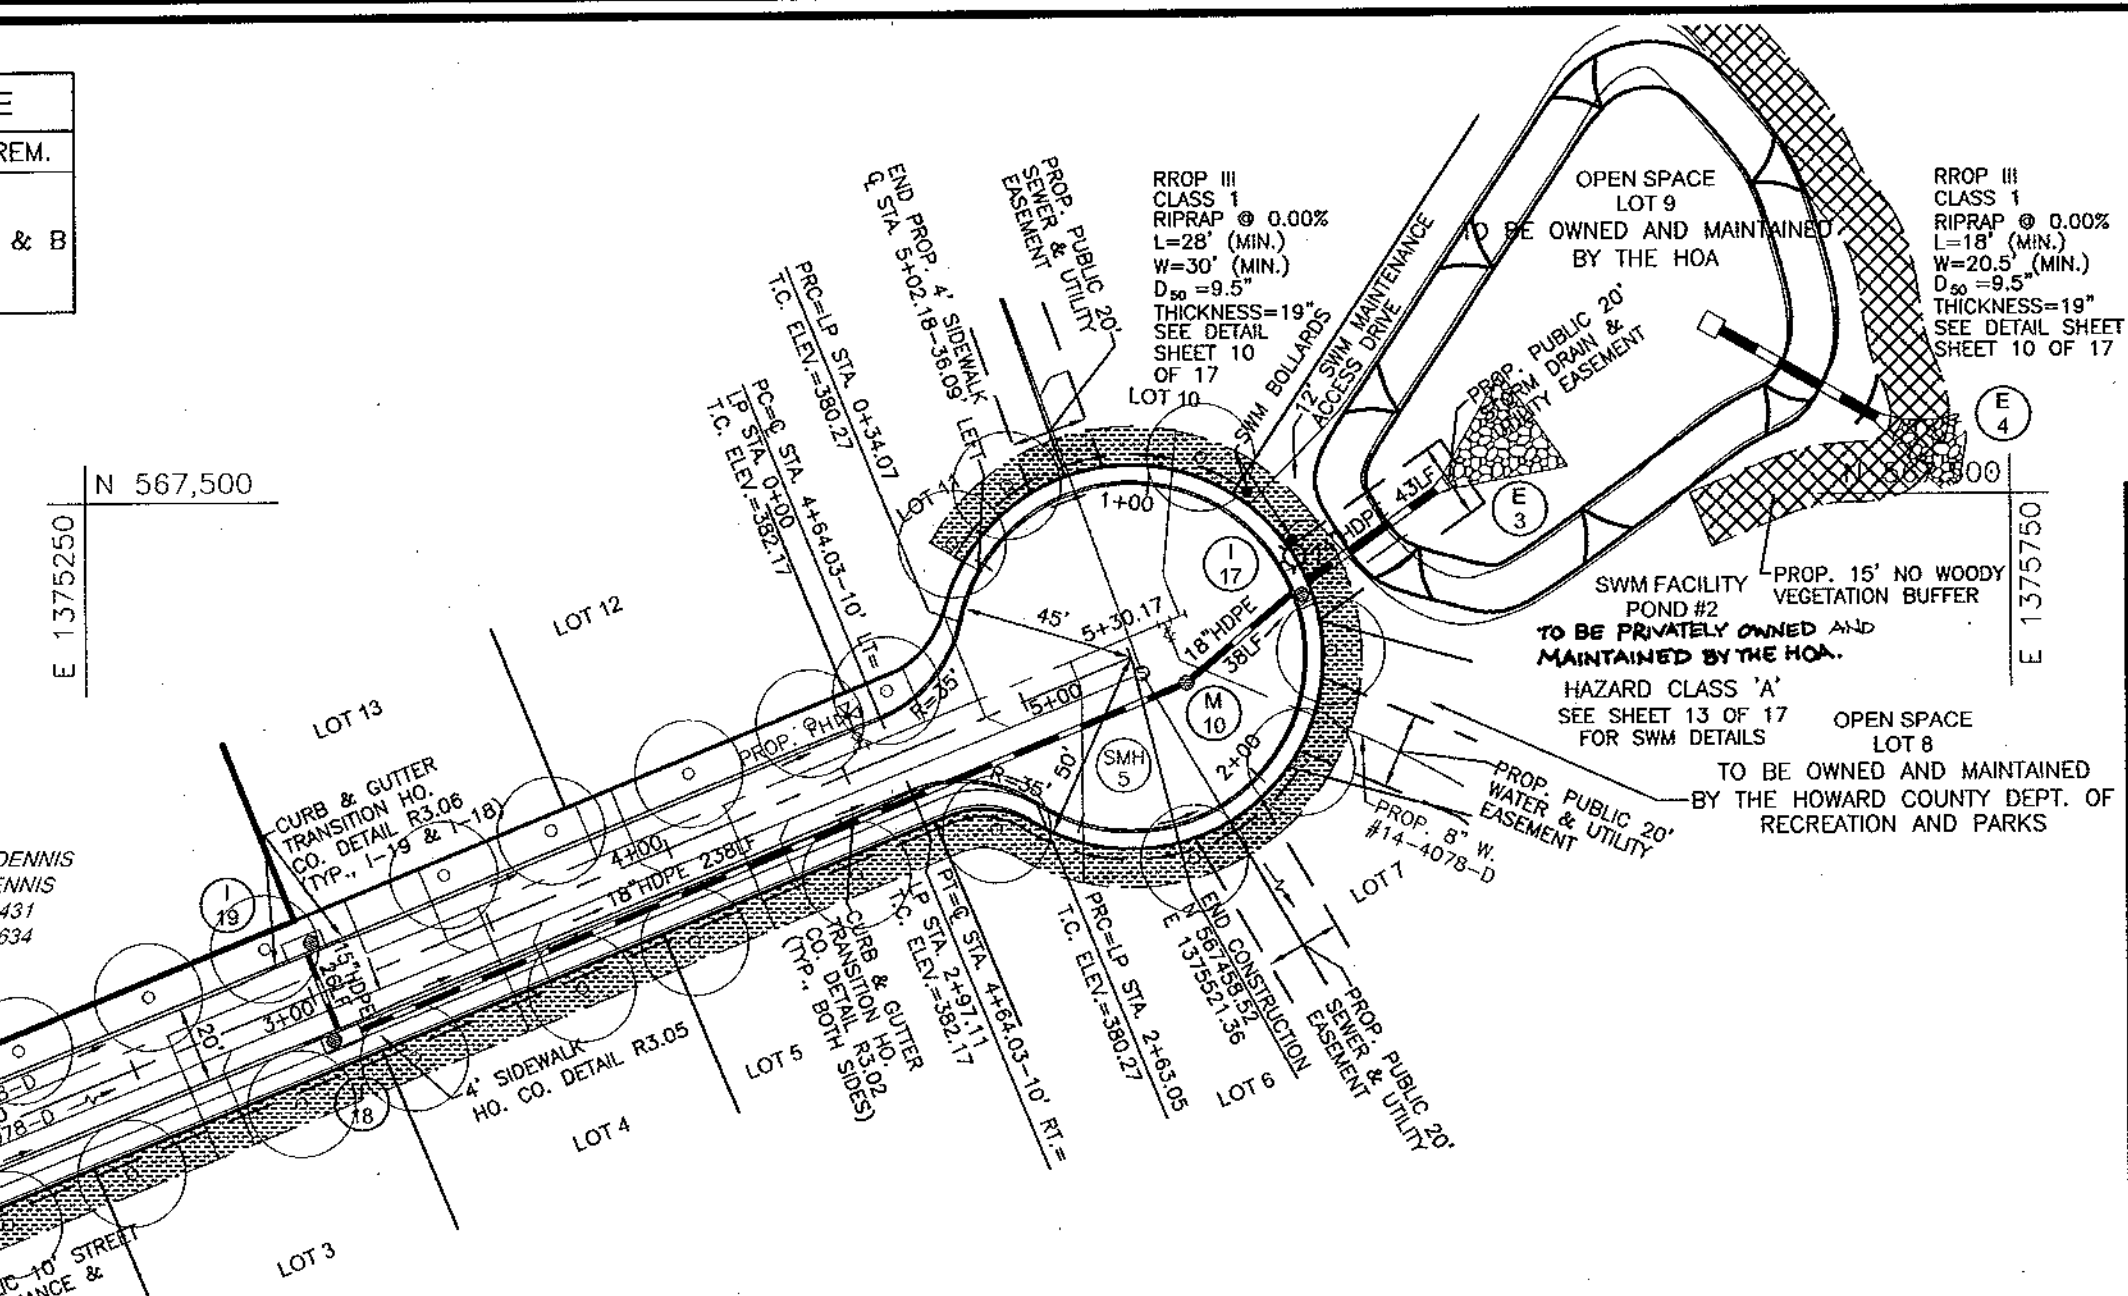 E
REM.
& B
N 567,500
E 1375250
DENNIS
ENNIS
431
634
LOT 13
LOT 12
LOT 11
LOT 10
CURB & GUTTER
TRANSITION HO.
CO. DETAIL R3.06
(TYP., I-19 & I-18)
I
19
15"HDPE
26LF
3+00
20'
18
8-D
078-D
LOT 3
LOT 4
LOT 5
LOT 6
LOT 7
4' SIDEWALK
HO. CO. DETAIL R3.05
10' STREET
4+00
18"HDPE 238LF
PROP.
PC=℄ STA. 4+64.03-10' LT=
LP STA. 0+00
T.C. ELEV.=382.17
PRC=LP STA. 0+34.07
T.C. ELEV.=380.27
END PROP. 4' SIDEWALK
℄ STA. 5+02.18-36.09' LEFT
PROP. PUBLIC 20'
SEWER & UTILITY
EASEMENT
RROP III
CLASS 1
RIPRAP @ 0.00%
L=28' (MIN.)
W=30' (MIN.)
D50 =9.5"
THICKNESS=19"
SEE DETAIL
SHEET 10
OF 17
SWM BOLLARDS
12' SWM MAINTENANCE
ACCESS DRIVE
OPEN SPACE
LOT 9
TO BE OWNED AND MAINTAINED
BY THE HOA
PROP. PUBLIC 20'
STORM DRAIN &
UTILITY EASEMENT
RROP III
CLASS 1
RIPRAP @ 0.00%
L=18' (MIN.)
W=20.5' (MIN.)
D50 =9.5"
THICKNESS=19"
SEE DETAIL SHEET
SHEET 10 OF 17
E
4
E
3
43LF
1+00
I
17
45'
5+30.17
5+00
18"HDPE
38LF
M
10
SMH
5
2+00
R=35'
R=35'
50'
E 1375750
PROP. 15' NO WOODY
VEGETATION BUFFER
SWM FACILITY
POND #2
TO BE PRIVATELY OWNED AND
MAINTAINED BY THE HOA.
HAZARD CLASS 'A'
SEE SHEET 13 OF 17
FOR SWM DETAILS
OPEN SPACE
LOT 8
TO BE OWNED AND MAINTAINED
BY THE HOWARD COUNTY DEPT. OF
RECREATION AND PARKS
PROP. PUBLIC 20'
WATER & UTILITY
EASEMENT
PROP. 8" W.
#14-4078-D
PROP. PUBLIC 20'
SEWER & UTILITY
EASEMENT
END CONSTRUCTION
N 567458.52
E 1375521.36
PRC=LP STA. 2+63.05
T.C. ELEV.=380.27
PT=℄ STA. 4+64.03-10' RT.=
LP STA. 2+97.11
T.C. ELEV.=382.17
CURB & GUTTER
TRANSITION HO.
CO. DETAIL R3.02
(TYP., BOTH SIDES)